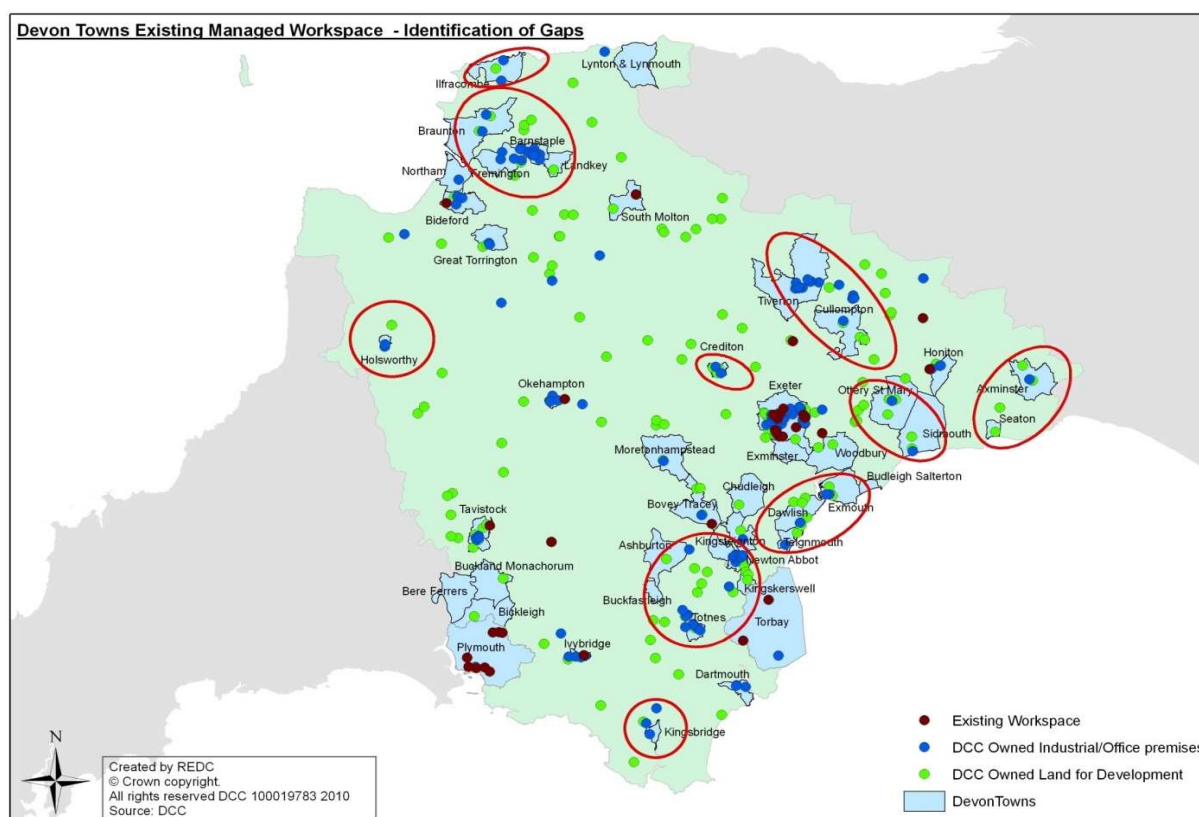 Devon Towns Existing Managed Workspace - Identification of Gaps
Lynton & Lynmouth
Ilfracombe
Braunton
Barnstaple
Landkey
Northam
Fremington
Bideford
South Molton
Great Torrington
Tiverton
Cullompton
Holsworthy
Crediton
Honiton
Okehampton
Exeter
Ottery St Mary
Axminster
Seaton
Sidmouth
Moretonhampstead
Exminster
Woodbury
Budleigh Salterton
Chudleigh
Bovey Tracey
Exmouth
Dawlish
Tavistock
Kingsteignton
Teignmouth
Ashburton
Newton Abbot
Buckland Monachorum
Bere Ferrers
Kingskerswell
Buckfastleigh
Bickleigh
Totnes
Torbay
Plymouth
Ivybridge
Dartmouth
Kingsbridge
Existing Workspace
DCC Owned Industrial/Office premises
DCC Owned Land for Development
DevonTowns
N
Created by REDC
© Crown copyright.
All rights reserved DCC 100019783 2010
Source: DCC